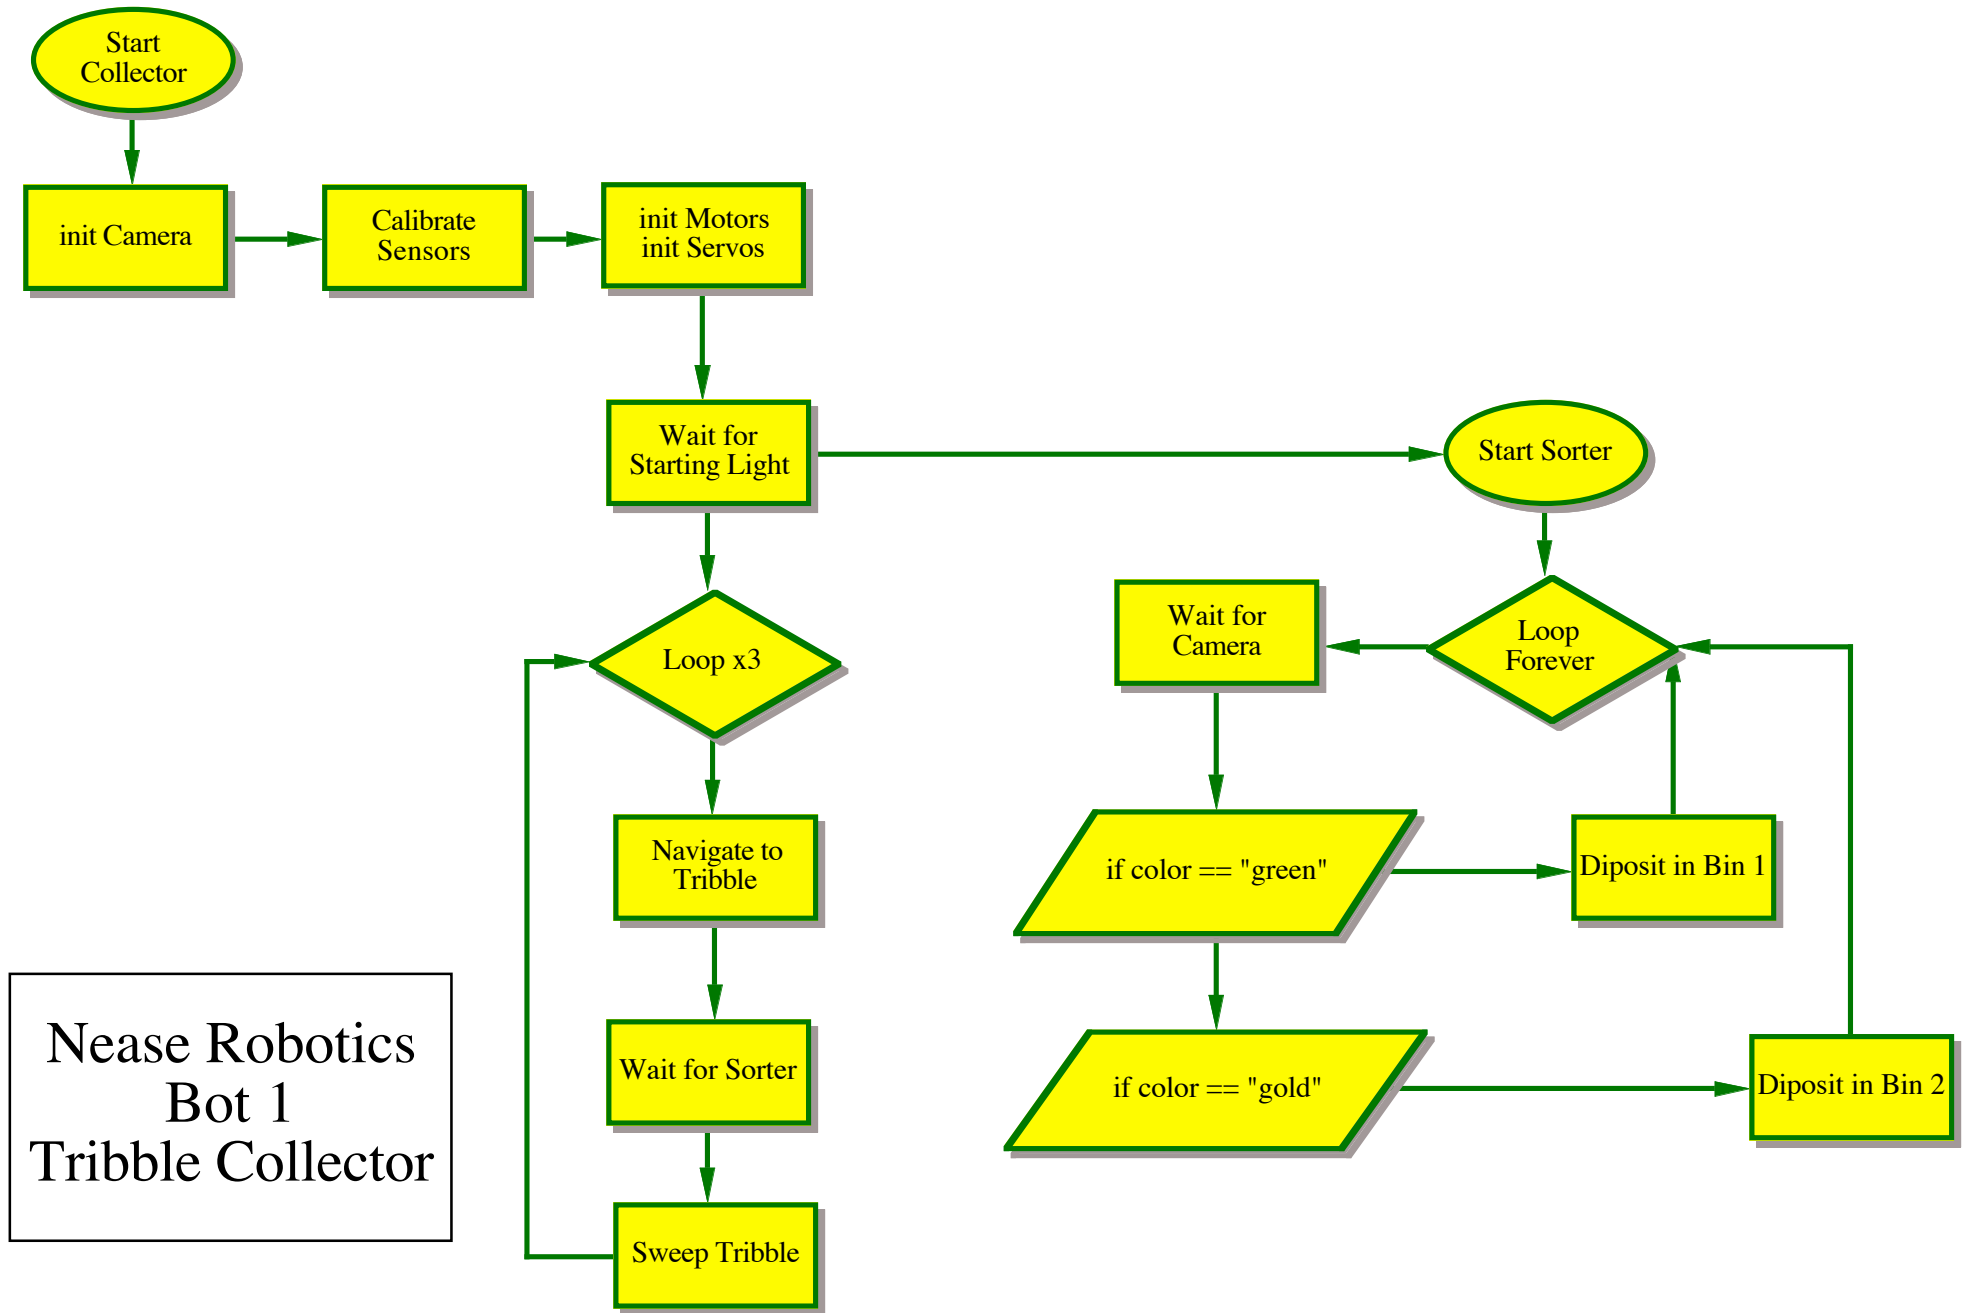 Start
Collector
init Camera
Calibrate
Sensors
init Motors
init Servos
Wait for
Starting Light
Start Sorter
Loop x3
Wait for
Camera
Loop
Forever
Navigate to
Tribble
if color == "green"
Diposit in Bin 1
Wait for Sorter
if color == "gold"
Diposit in Bin 2
Sweep Tribble
Nease Robotics
Bot 1
Tribble Collector